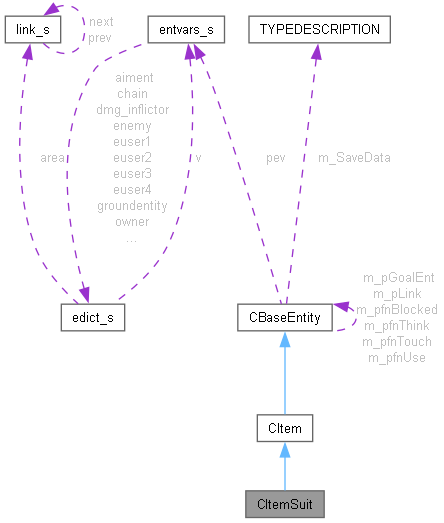 next
prev
link_s
entvars_s
TYPEDESCRIPTION
aiment
chain
dmg_inflictor
enemy
euser1
euser2
euser3
euser4
groundentity
owner
...
area
v
pev
m_SaveData
edict_s
CBaseEntity
m_pGoalEnt
m_pLink
m_pfnBlocked
m_pfnThink
m_pfnTouch
m_pfnUse
CItem
CItemSuit